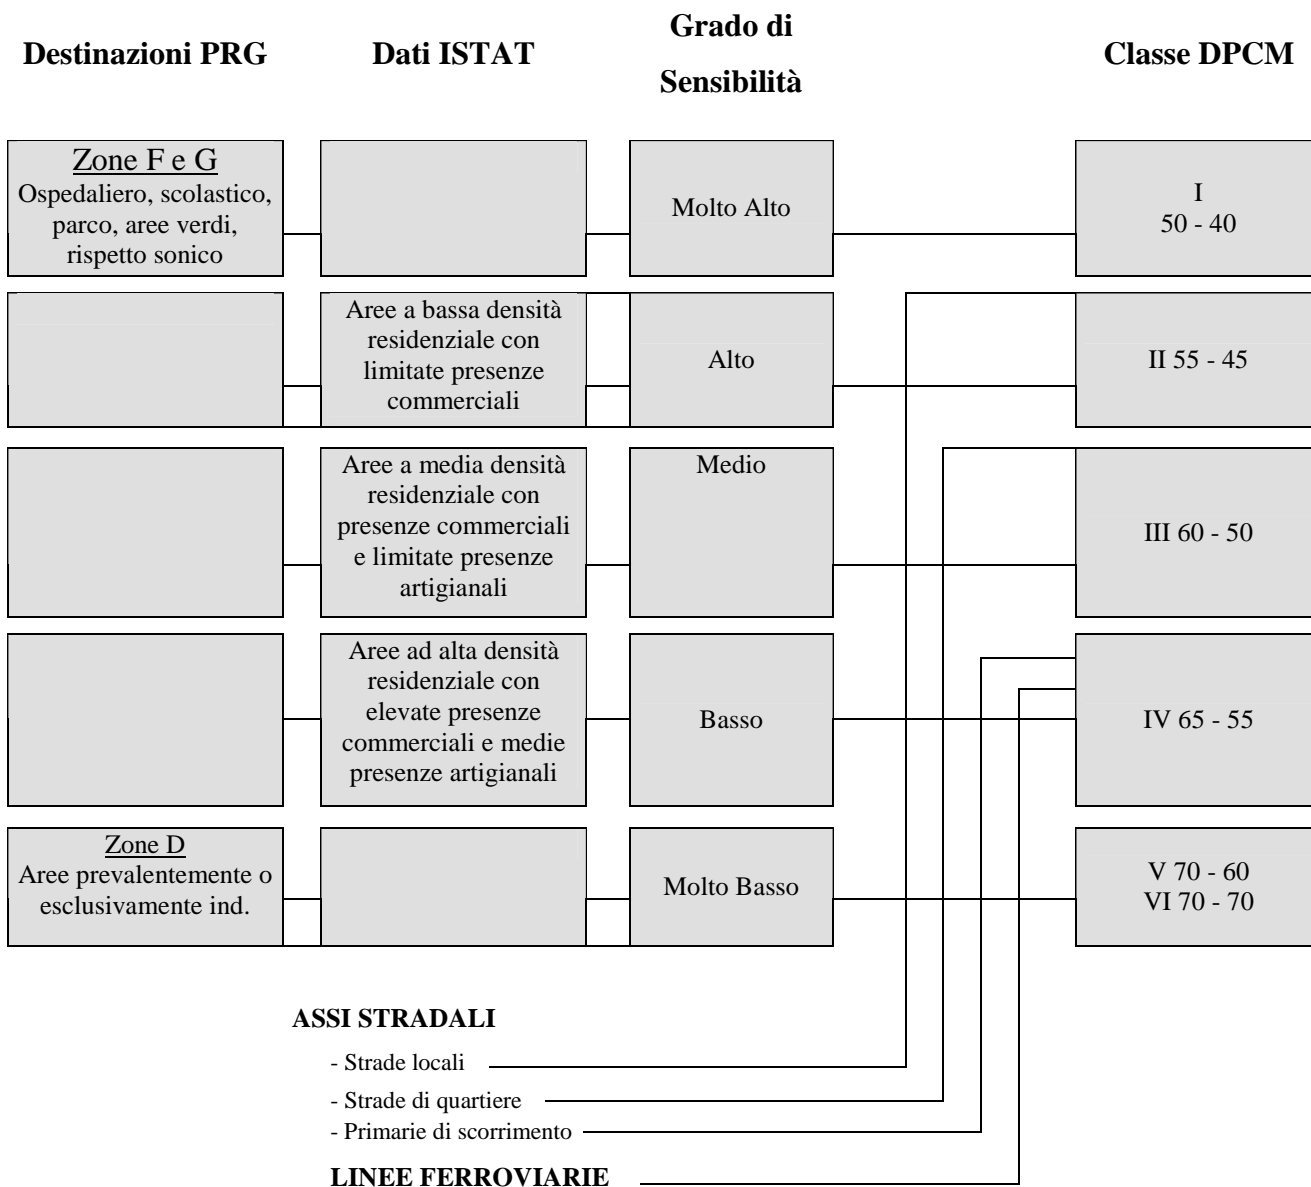 Destinazioni PRG
Dati ISTAT
Grado di
Sensibilità
Classe DPCM
Zone F e G
Ospedaliero, scolastico,
parco, aree verdi,
rispetto sonico
Molto Alto
I
50 - 40
Aree a bassa densità
residenziale con
limitate presenze
commerciali
Alto
II 55 - 45
Aree a media densità
residenziale con
presenze commerciali
e limitate presenze
artigianali
Medio
III 60 - 50
Aree ad alta densità
residenziale con
elevate presenze
commerciali e medie
presenze artigianali
Basso
IV 65 - 55
Zone D
Aree prevalentemente o
esclusivamente ind.
Molto Basso
V 70 - 60
VI 70 - 70
ASSI STRADALI
- Strade locali
- Strade di quartiere
- Primarie di scorrimento
LINEE FERROVIARIE